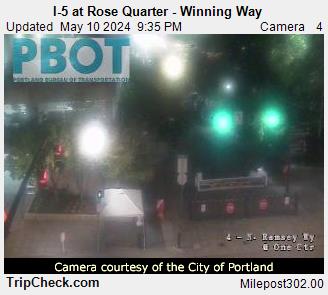 I-5 at Rose Quarter - Winning Way
Updated May 10 2024 9:35 PM Camera 4
PBOT
PORTLAND BUREAU OF TRANSPORTATION
4 - N. Ramsey Wy
@ One Ctr
Camera courtesy of the City of Portland
TripCheck.com Milepost302.00